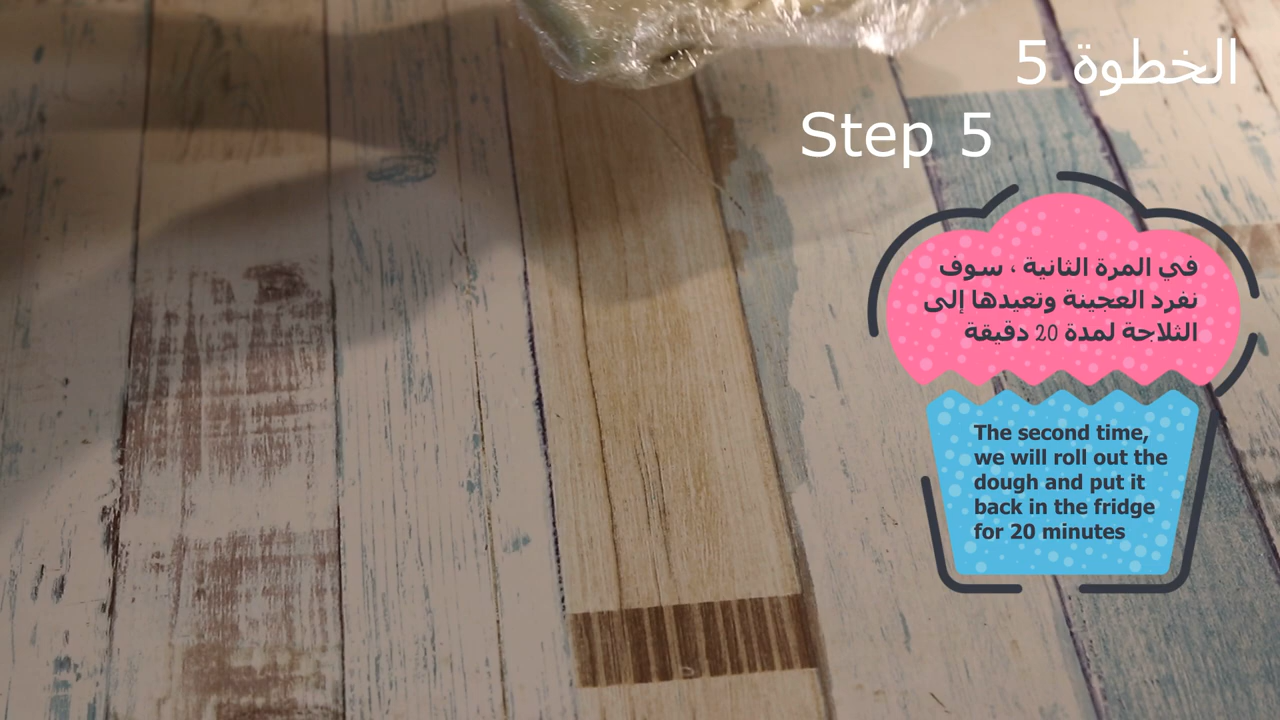 الخطوة 5
Step 5
في المرة الثانية ، سوف
نفرد العجينة وتعيدها إلى
الثلاجة لمدة 20 دقيقة
The second time,
we will roll out the
dough and put it
back in the fridge
for 20 minutes